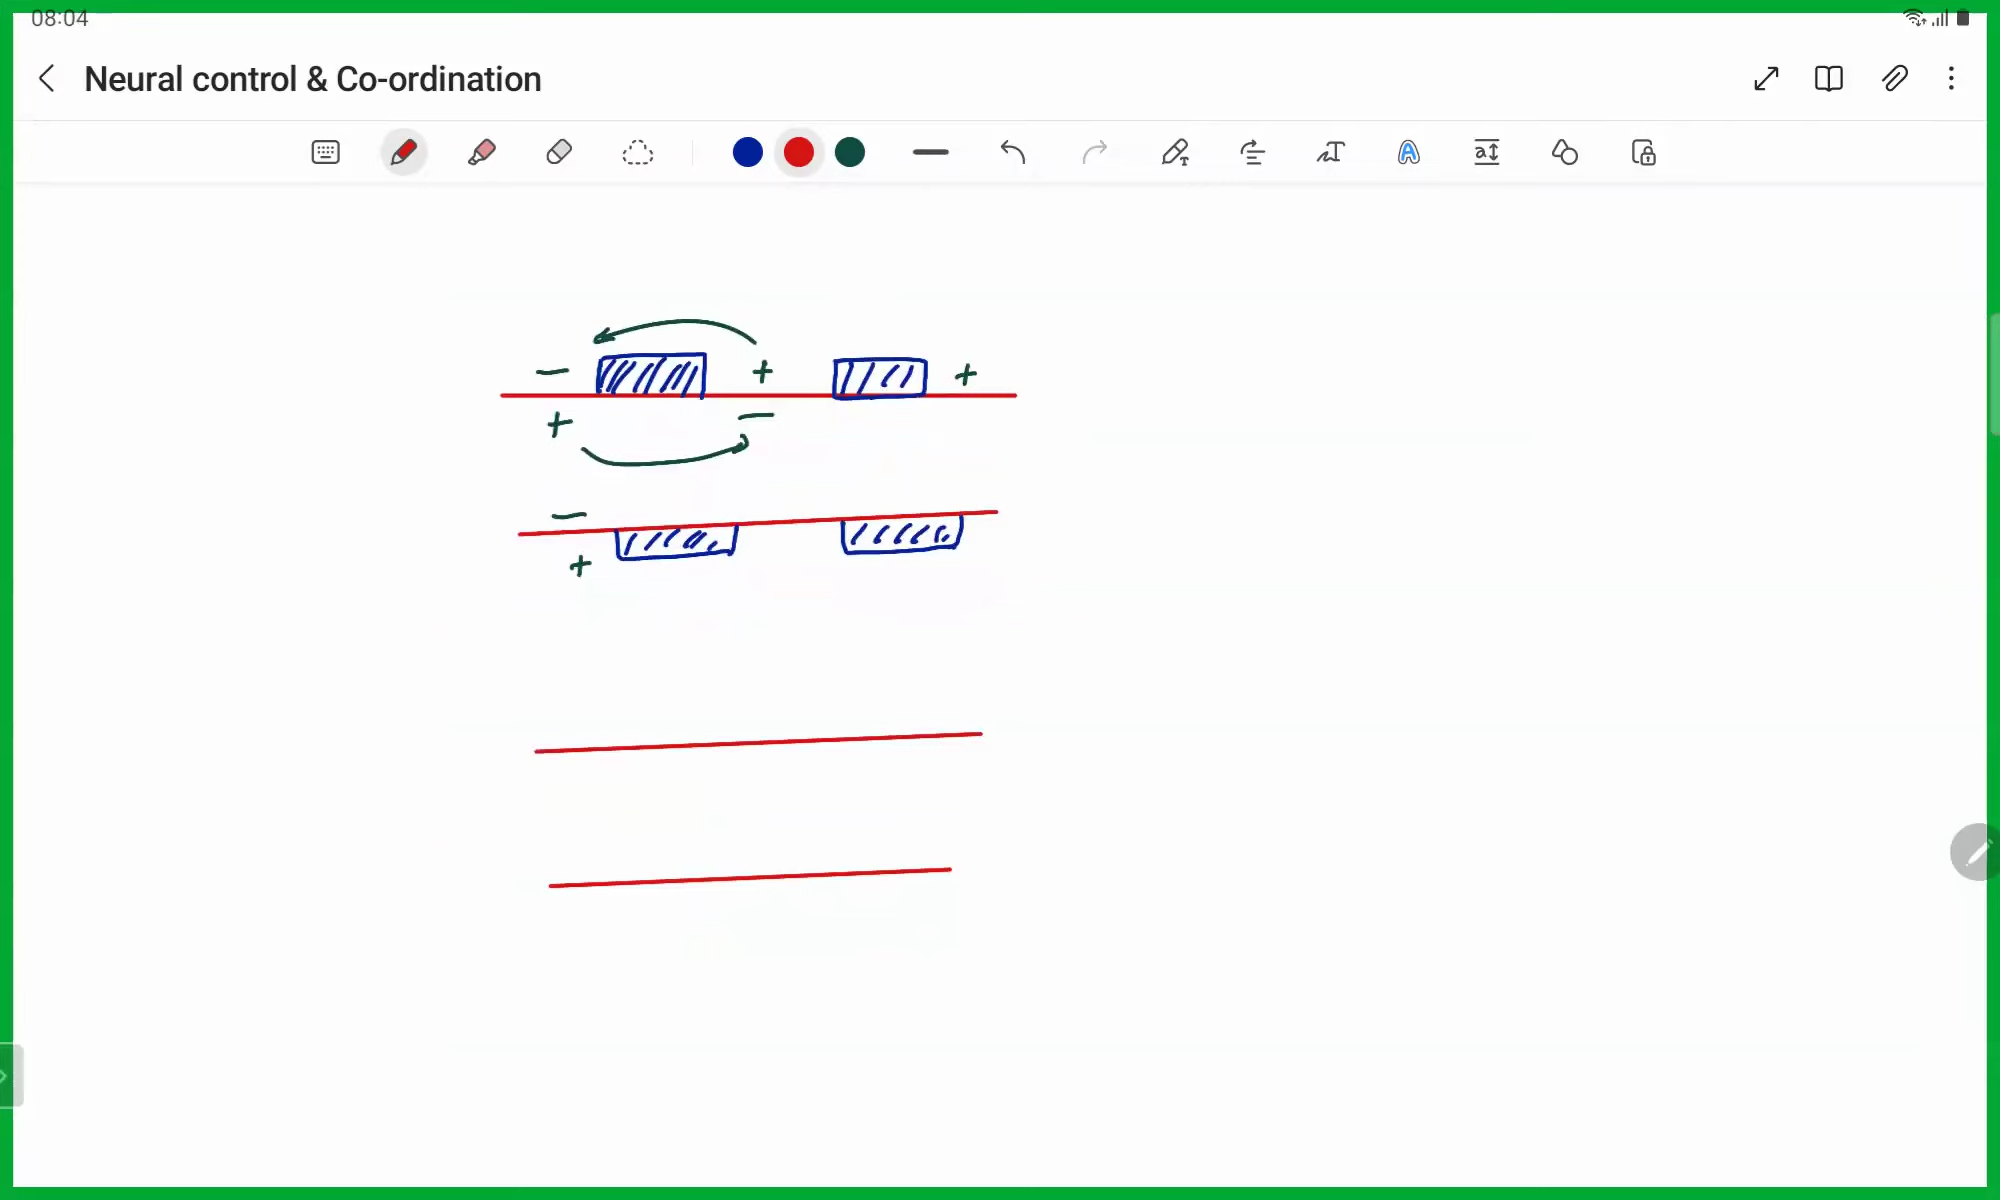 08:04
Neural control & Co-ordination
T
T
A
a
− + +
+ −
−
+